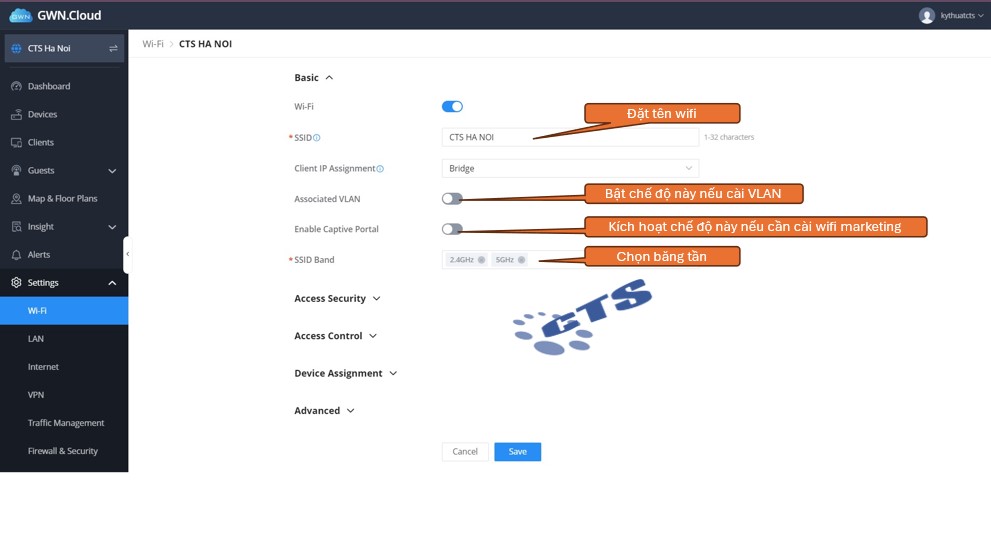 GWN GWN.Cloud
kythuatcts
CTS Ha Noi
Wi-Fi > CTS HA NOI
Dashboard
Devices
Clients
Guests
Map & Floor Plans
Insight
Alerts
Settings
Wi-Fi
LAN
Internet
VPN
Traffic Management
Firewall & Security
Basic
Wi-Fi
Đặt tên wifi
*SSID CTS HA NOI 1-32 characters
Client IP Assignment Bridge
Associated VLAN Bật chế độ này nếu cài VLAN
Enable Captive Portal Kích hoạt chế độ này nếu cần cài wifi marketing
*SSID Band 2.4GHz 5GHz Chọn băng tần
CTS
Access Security
Access Control
Device Assignment
Advanced
Cancel Save